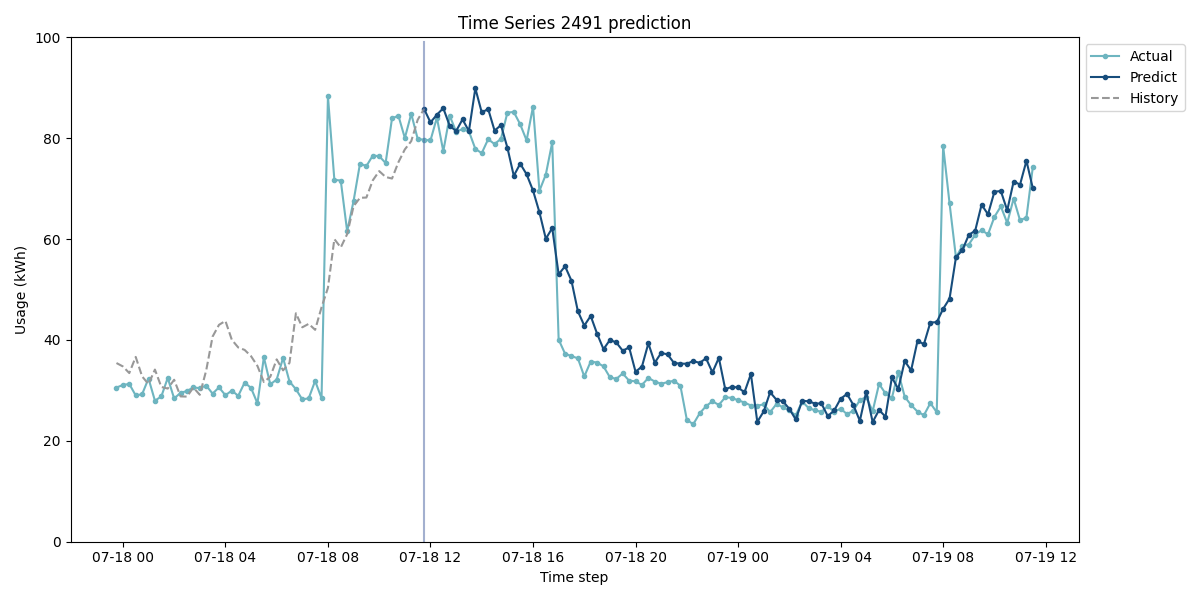 Time Series 2491 prediction
100
80
60
40
20
0
Usage (kWh)
07-18 00
07-18 04
07-18 08
07-18 12
07-18 16
07-18 20
07-19 00
07-19 04
07-19 08
07-19 12
Time step
Actual
Predict
History